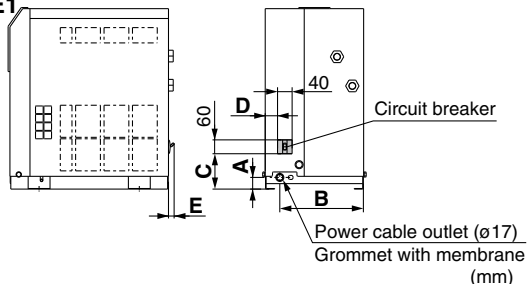 E1
40
D
60
Circuit breaker
C
A
B
E
Power cable outlet (ø17)
Grommet with membrane
(mm)